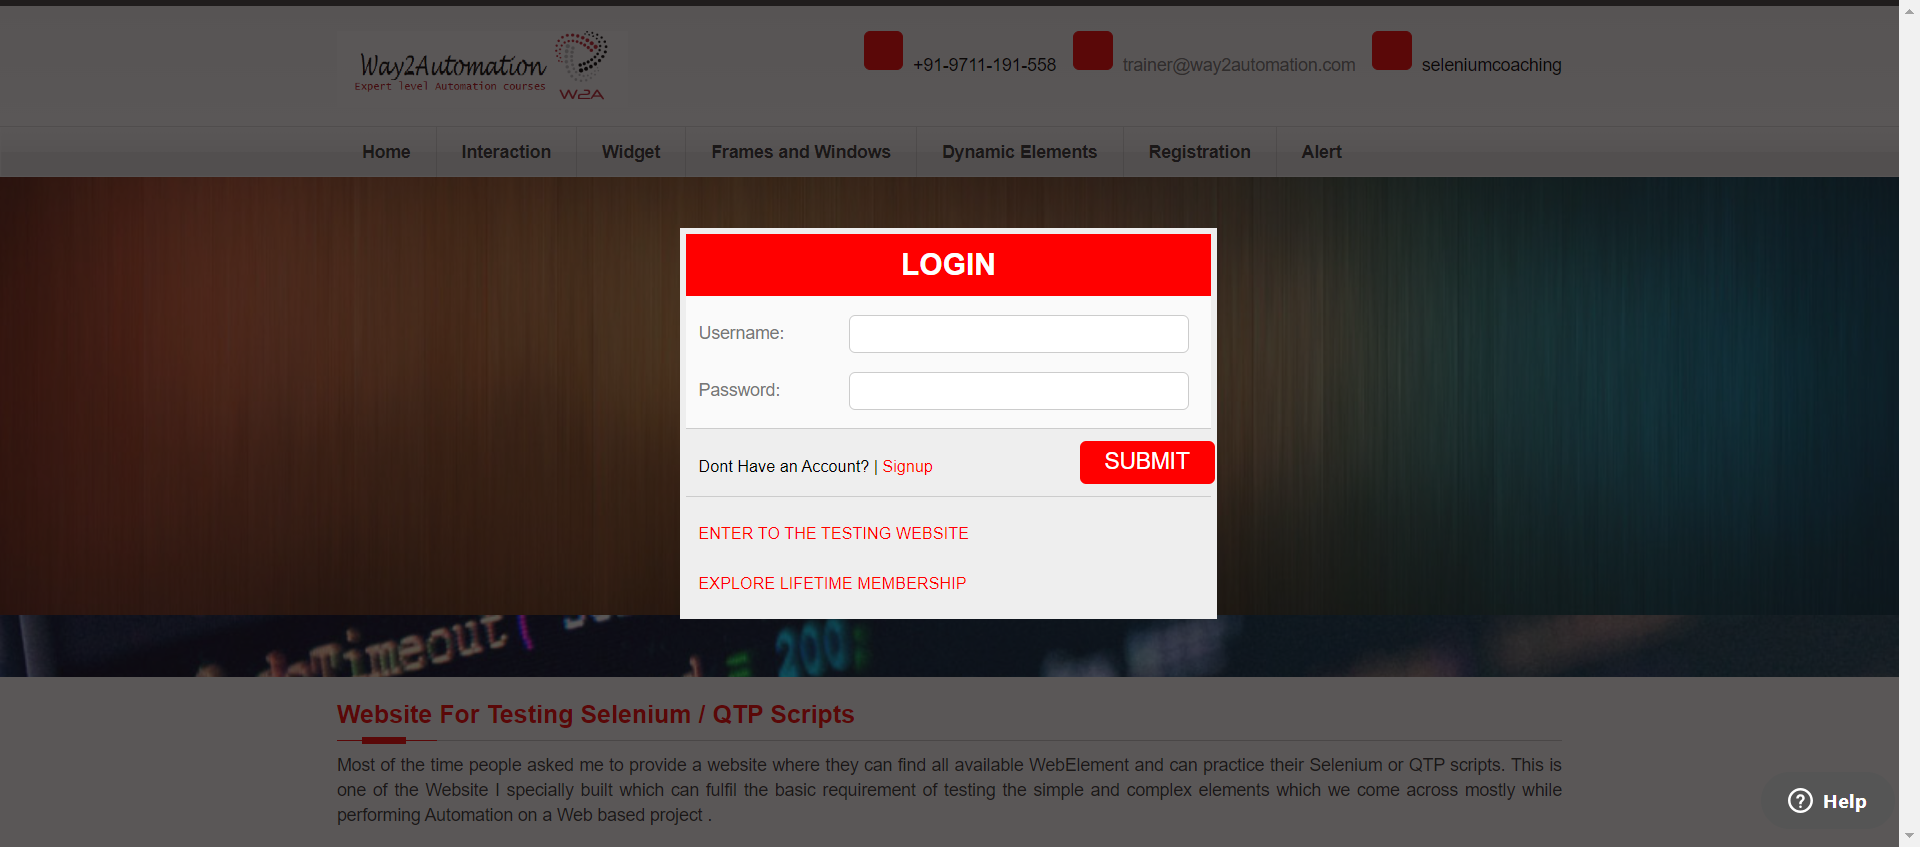 Way2Automation
Expert level Automation courses
W2A
+91-9711-191-558
trainer@way2automation.com
seleniumcoaching
Home
Interaction
Widget
Frames and Windows
Dynamic Elements
Registration
Alert
LOGIN
Username:
Password:
Dont Have an Account? | Signup
SUBMIT
ENTER TO THE TESTING WEBSITE
EXPLORE LIFETIME MEMBERSHIP
200
Website For Testing Selenium / QTP Scripts
Most of the time people asked me to provide a website where they can find all available WebElement and can practice their Selenium or QTP scripts. This is
one of the Website I specially built which can fulfil the basic requirement of testing the simple and complex elements which we come across mostly while
performing Automation on a Web based project .
Help